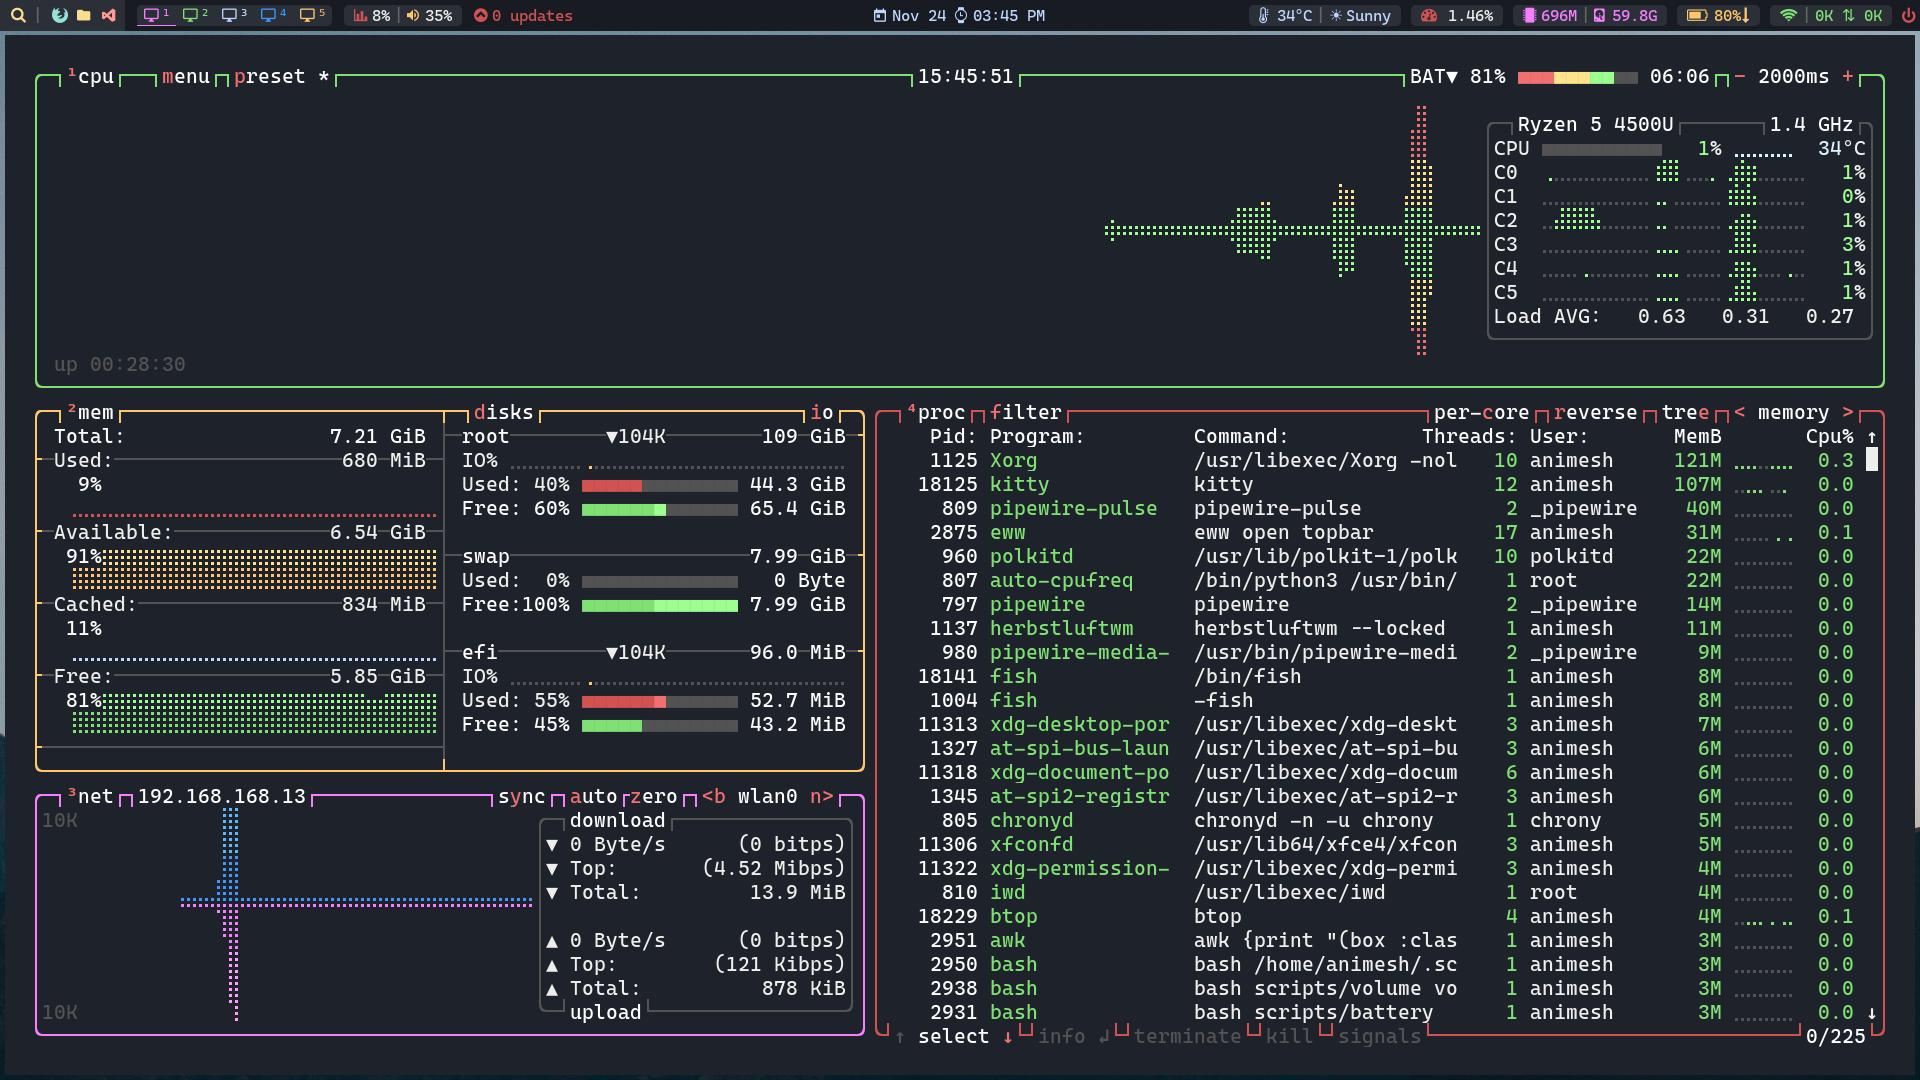 1 2 3 4 5 8% 35% 0 updates Nov 24 03:45 PM 34°C Sunny 1.46% 696M 59.8G 80% 0K 0K
¹cpu menu preset * 15:45:51 BAT▼ 81% 06:06 - 2000ms +
Ryzen 5 4500U 1.4 GHz
CPU 1% 34°C
C0 1%
C1 0%
C2 1%
C3 3%
C4 1%
C5 1%
Load AVG: 0.63 0.31 0.27
up 00:28:30
²mem
Total: 7.21 GiB
Used: 680 MiB
9%
Available: 6.54 GiB
91%
Cached: 834 MiB
11%
Free: 5.85 GiB
81%
disks io
root ▼104K 109 GiB
IO%
Used: 40% 44.3 GiB
Free: 60% 65.4 GiB
swap 7.99 GiB
Used: 0% 0 Byte
Free:100% 7.99 GiB
efi ▼104K 96.0 MiB
IO%
Used: 55% 52.7 MiB
Free: 45% 43.2 MiB
³net 192.168.168.13 sync auto zero <b wlan0 n>
10K
10K
download
▼ 0 Byte/s (0 bitps)
▼ Top: (4.52 Mibps)
▼ Total: 13.9 MiB
▲ 0 Byte/s (0 bitps)
▲ Top: (121 Kibps)
▲ Total: 878 KiB
upload
⁴proc filter per-core reverse tree < memory >
Pid: Program: Command: Threads: User: MemB Cpu% ↑
1125 Xorg /usr/libexec/Xorg -nol 10 animesh 121M 0.3
18125 kitty kitty 12 animesh 107M 0.0
809 pipewire-pulse pipewire-pulse 2 _pipewire 40M 0.0
2875 eww eww open topbar 17 animesh 31M 0.1
960 polkitd /usr/lib/polkit-1/polk 10 polkitd 22M 0.0
807 auto-cpufreq /bin/python3 /usr/bin/ 1 root 22M 0.0
797 pipewire pipewire 2 _pipewire 14M 0.0
1137 herbstluftwm herbstluftwm --locked 1 animesh 11M 0.0
980 pipewire-media- /usr/bin/pipewire-medi 2 _pipewire 9M 0.0
18141 fish /bin/fish 1 animesh 8M 0.0
1004 fish -fish 1 animesh 8M 0.0
11313 xdg-desktop-por /usr/libexec/xdg-deskt 3 animesh 7M 0.0
1327 at-spi-bus-laun /usr/libexec/at-spi-bu 3 animesh 6M 0.0
11318 xdg-document-po /usr/libexec/xdg-docum 6 animesh 6M 0.0
1345 at-spi2-registr /usr/libexec/at-spi2-r 3 animesh 6M 0.0
805 chronyd chronyd -n -u chrony 1 chrony 5M 0.0
11306 xfconfd /usr/lib64/xfce4/xfcon 3 animesh 5M 0.0
11322 xdg-permission- /usr/libexec/xdg-permi 3 animesh 4M 0.0
810 iwd /usr/libexec/iwd 1 root 4M 0.0
18229 btop btop 4 animesh 4M 0.1
2951 awk awk {print "(box :clas 1 animesh 3M 0.0
2950 bash bash /home/animesh/.sc 1 animesh 3M 0.0
2938 bash bash scripts/volume vo 1 animesh 3M 0.0
2931 bash bash scripts/battery 1 animesh 3M 0.0 ↓
↑ select ↓ info ↲ terminate kill signals 0/225